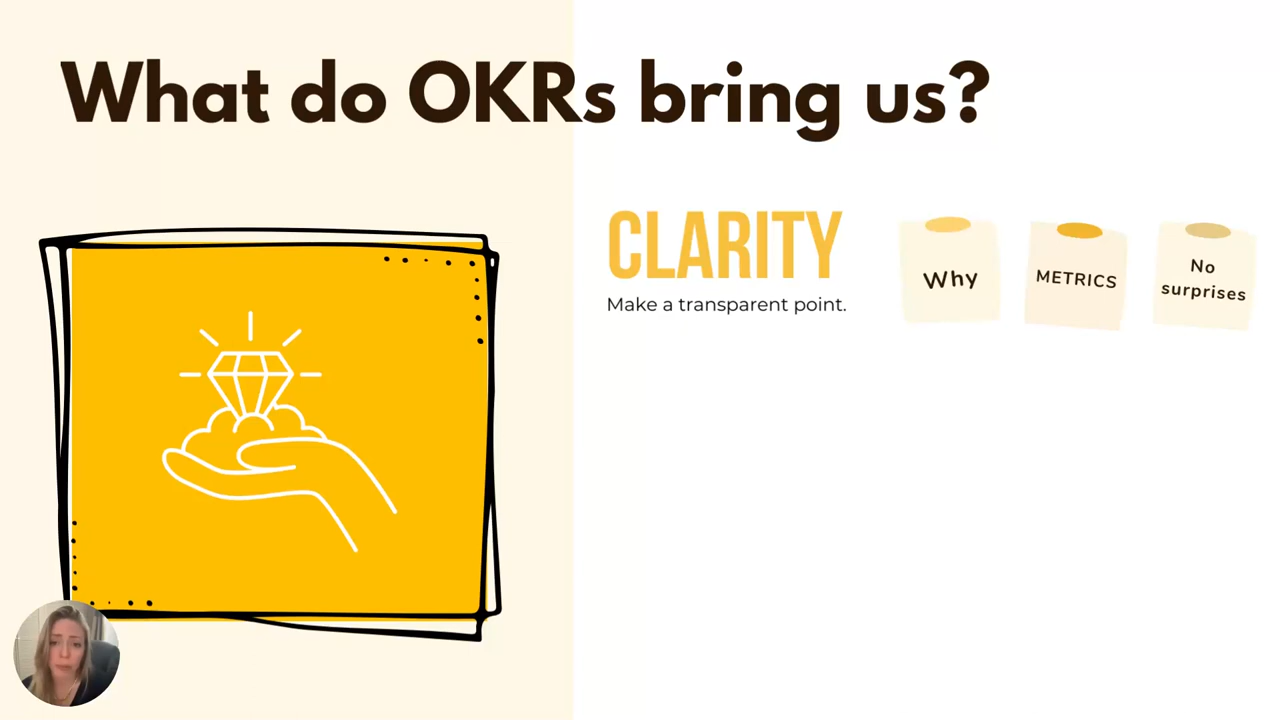 What do OKRs bring us?
CLARITY
Make a transparent point.
Why
METRICS
No
surprises